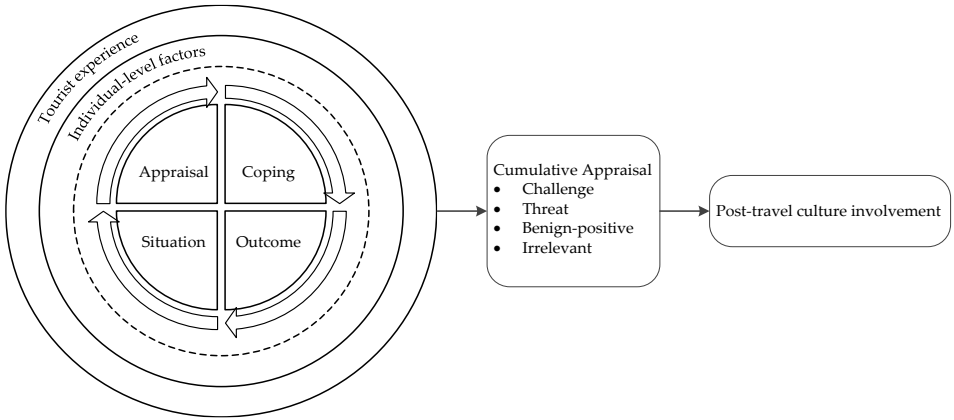 Tourist experience
Individual-level factors
Appraisal
Coping
Situation
Outcome
Cumulative Appraisal
• Challenge
• Threat
• Benign-positive
• Irrelevant
Post-travel culture involvement